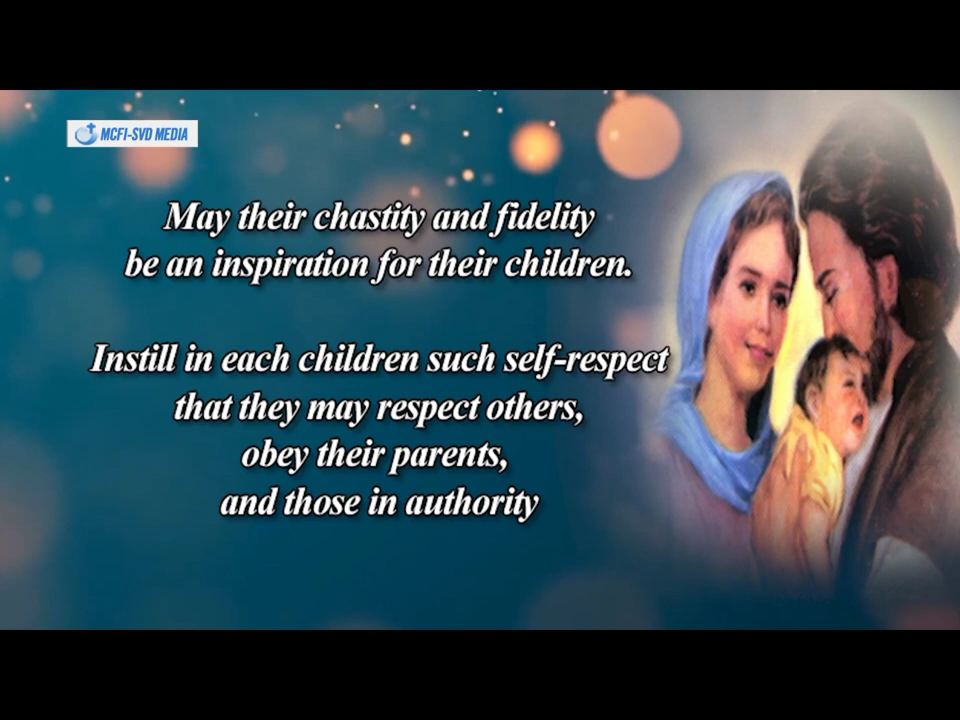 MCFI-SVD MEDIA
May their chastity and fidelity
be an inspiration for their children.
Instill in each children such self-respect
that they may respect others,
obey their parents,
and those in authority